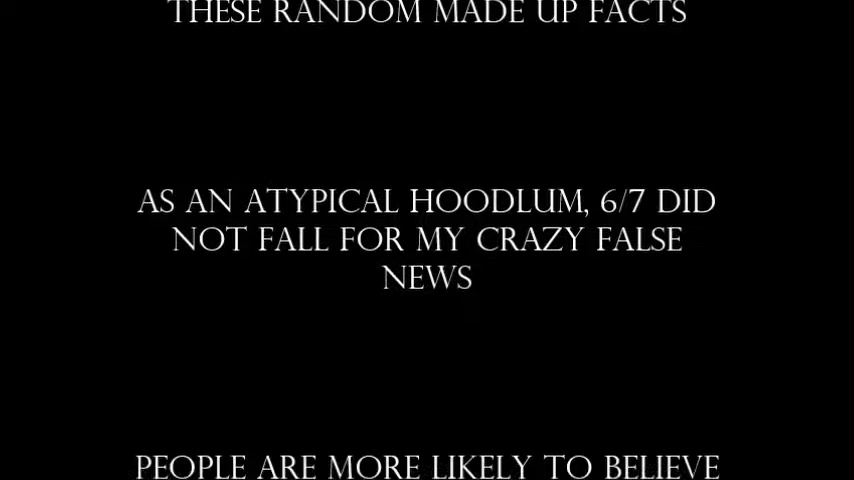 THESE RANDOM MADE UP FACTS
AS AN ATYPICAL HOODLUM, 6/7 DID
NOT FALL FOR MY CRAZY FALSE
NEWS
PEOPLE ARE MORE LIKELY TO BELIEVE